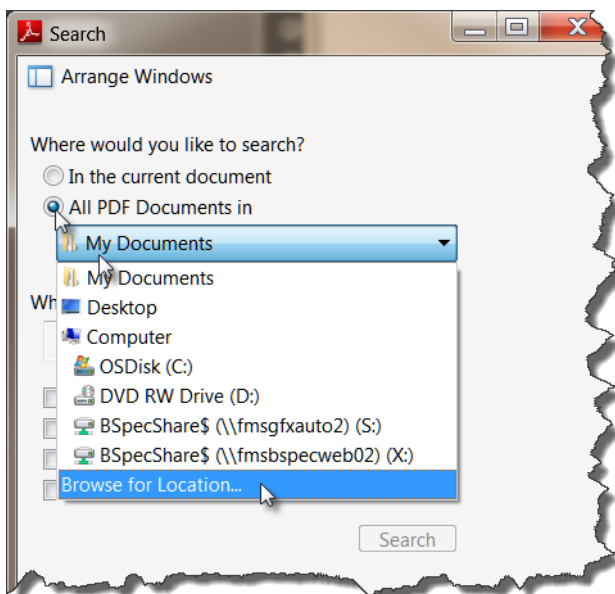 Search
Arrange Windows
Where would you like to search?
In the current document
All PDF Documents in
My Documents
My Documents
Wh
Desktop
Computer
OSDisk (C:)
DVD RW Drive (D:)
BSpecShare$ (\\fmsgfxauto2) (S:)
BSpecShare$ (\\fmsbspecweb02) (X:)
Browse for Location...
Search